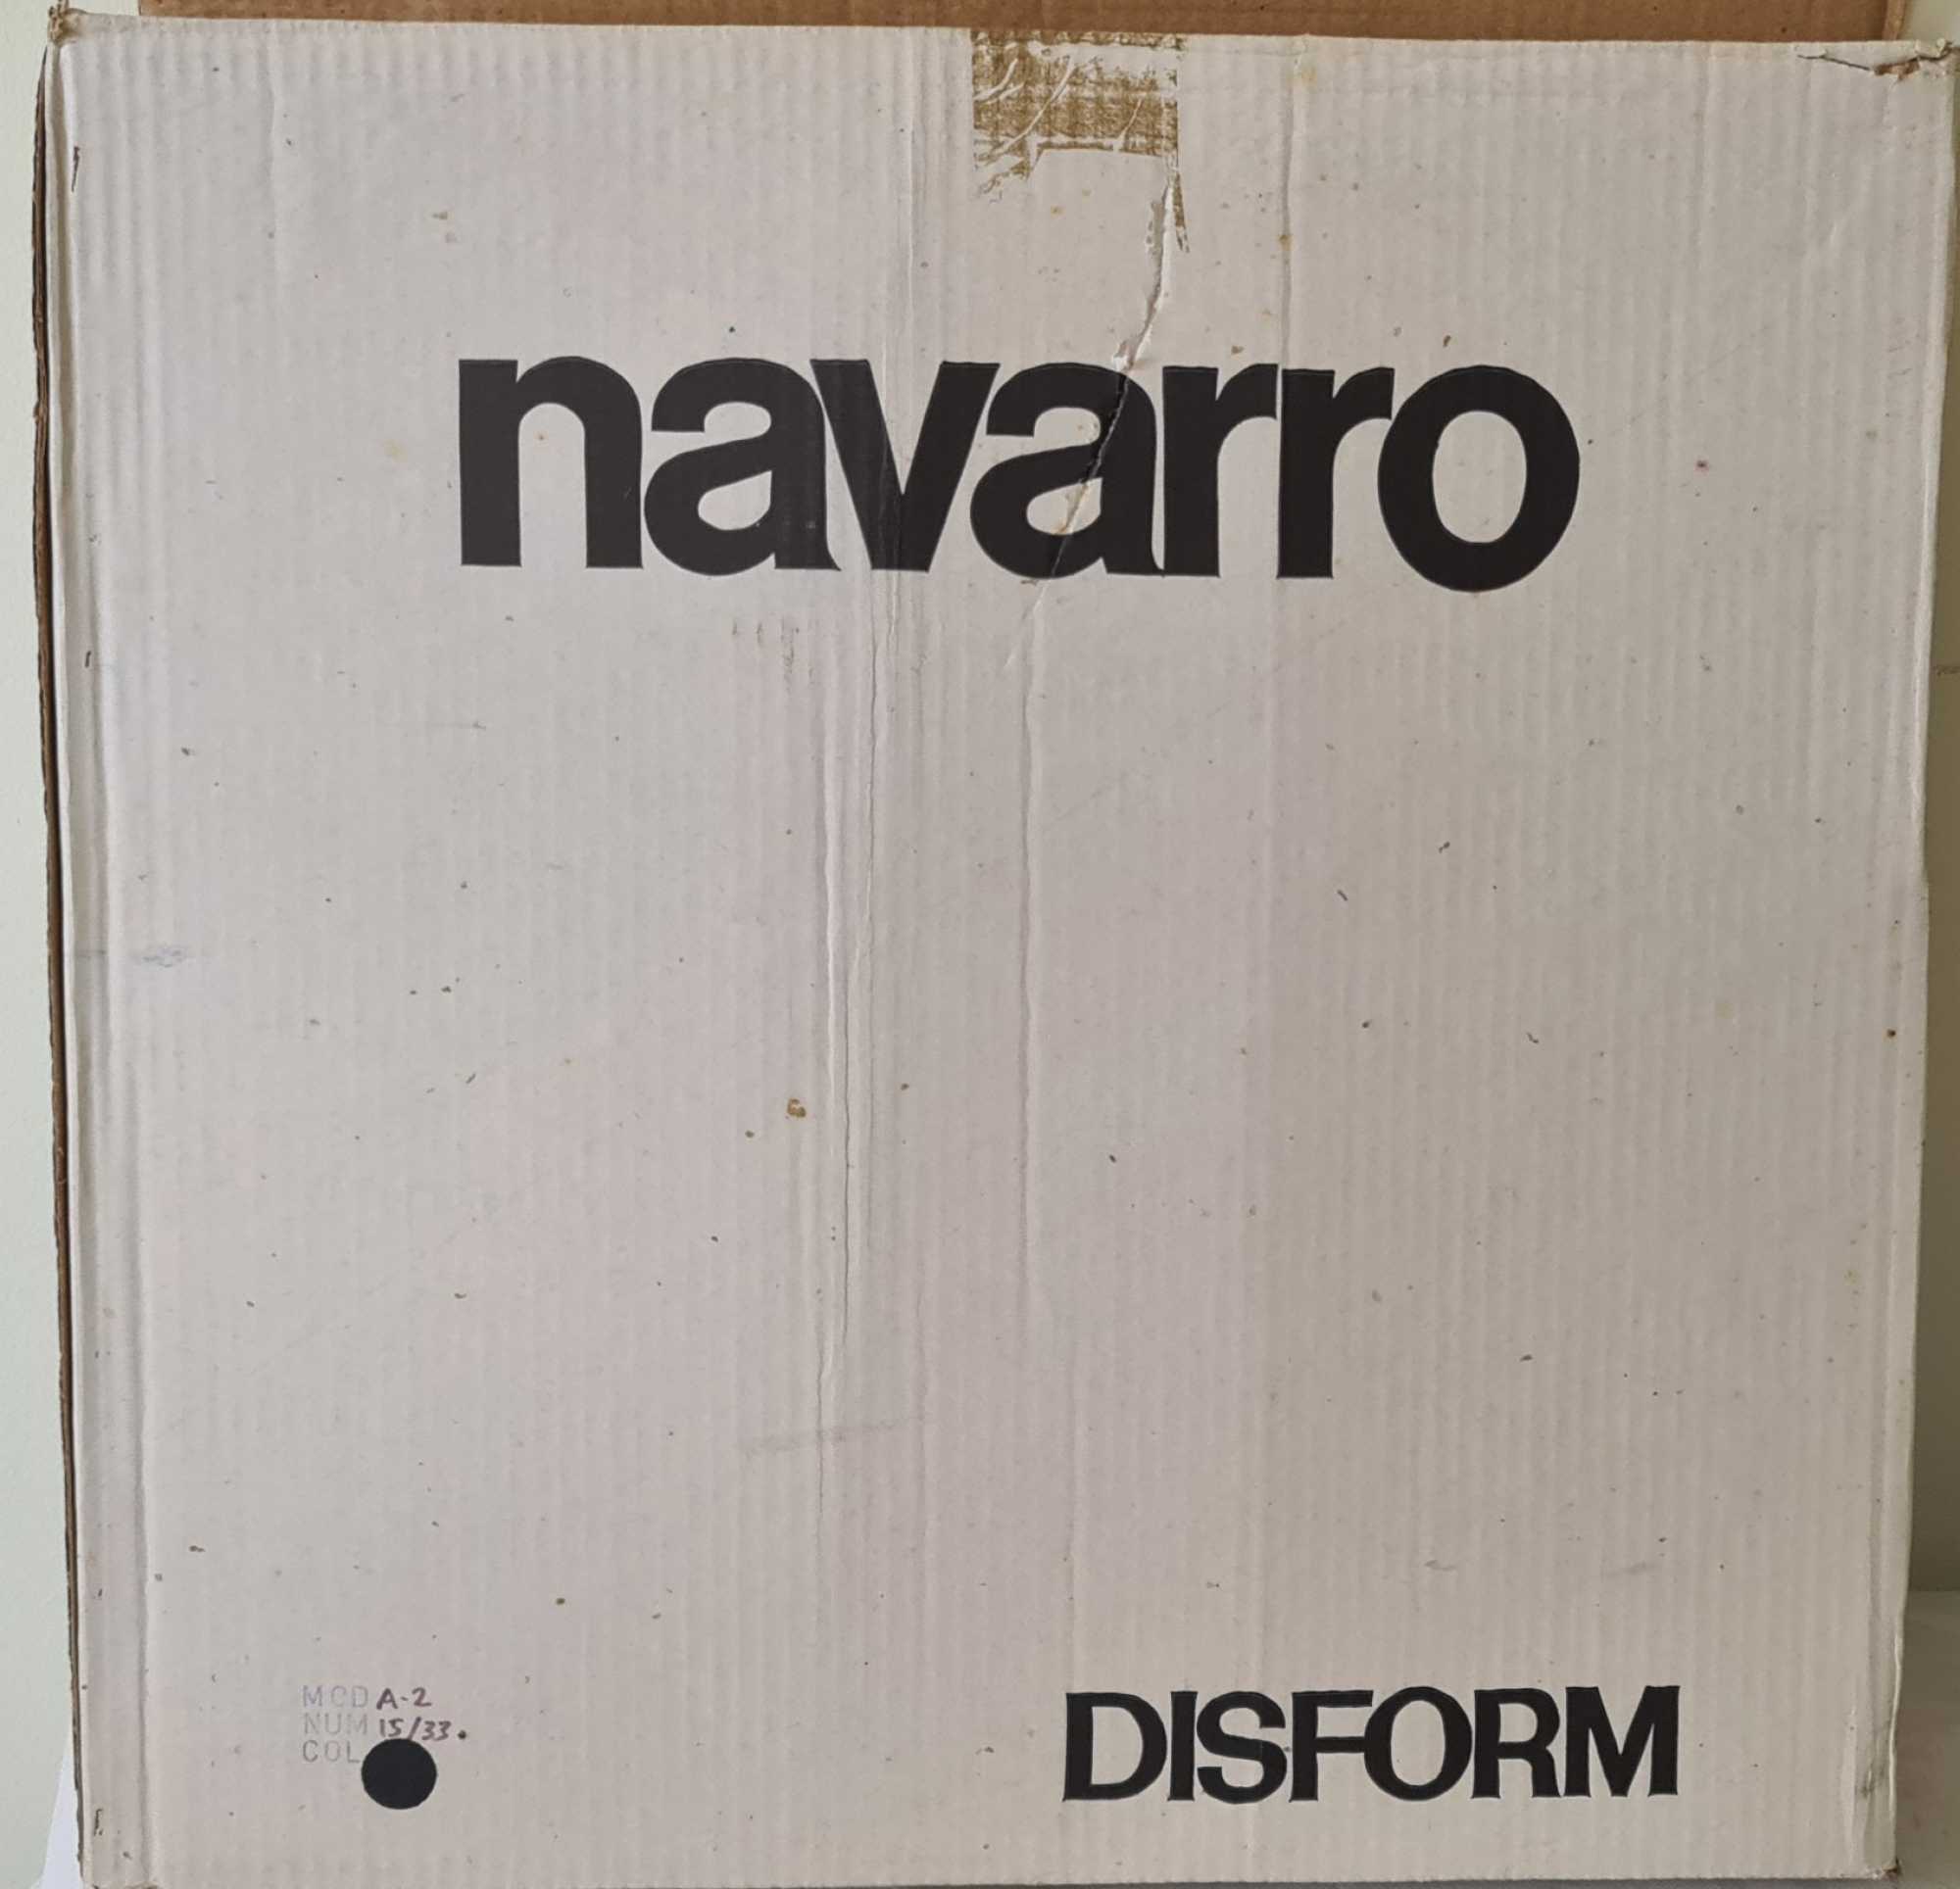 navarro
MOD A-2
NUM 15/33.
COL
DISFORM